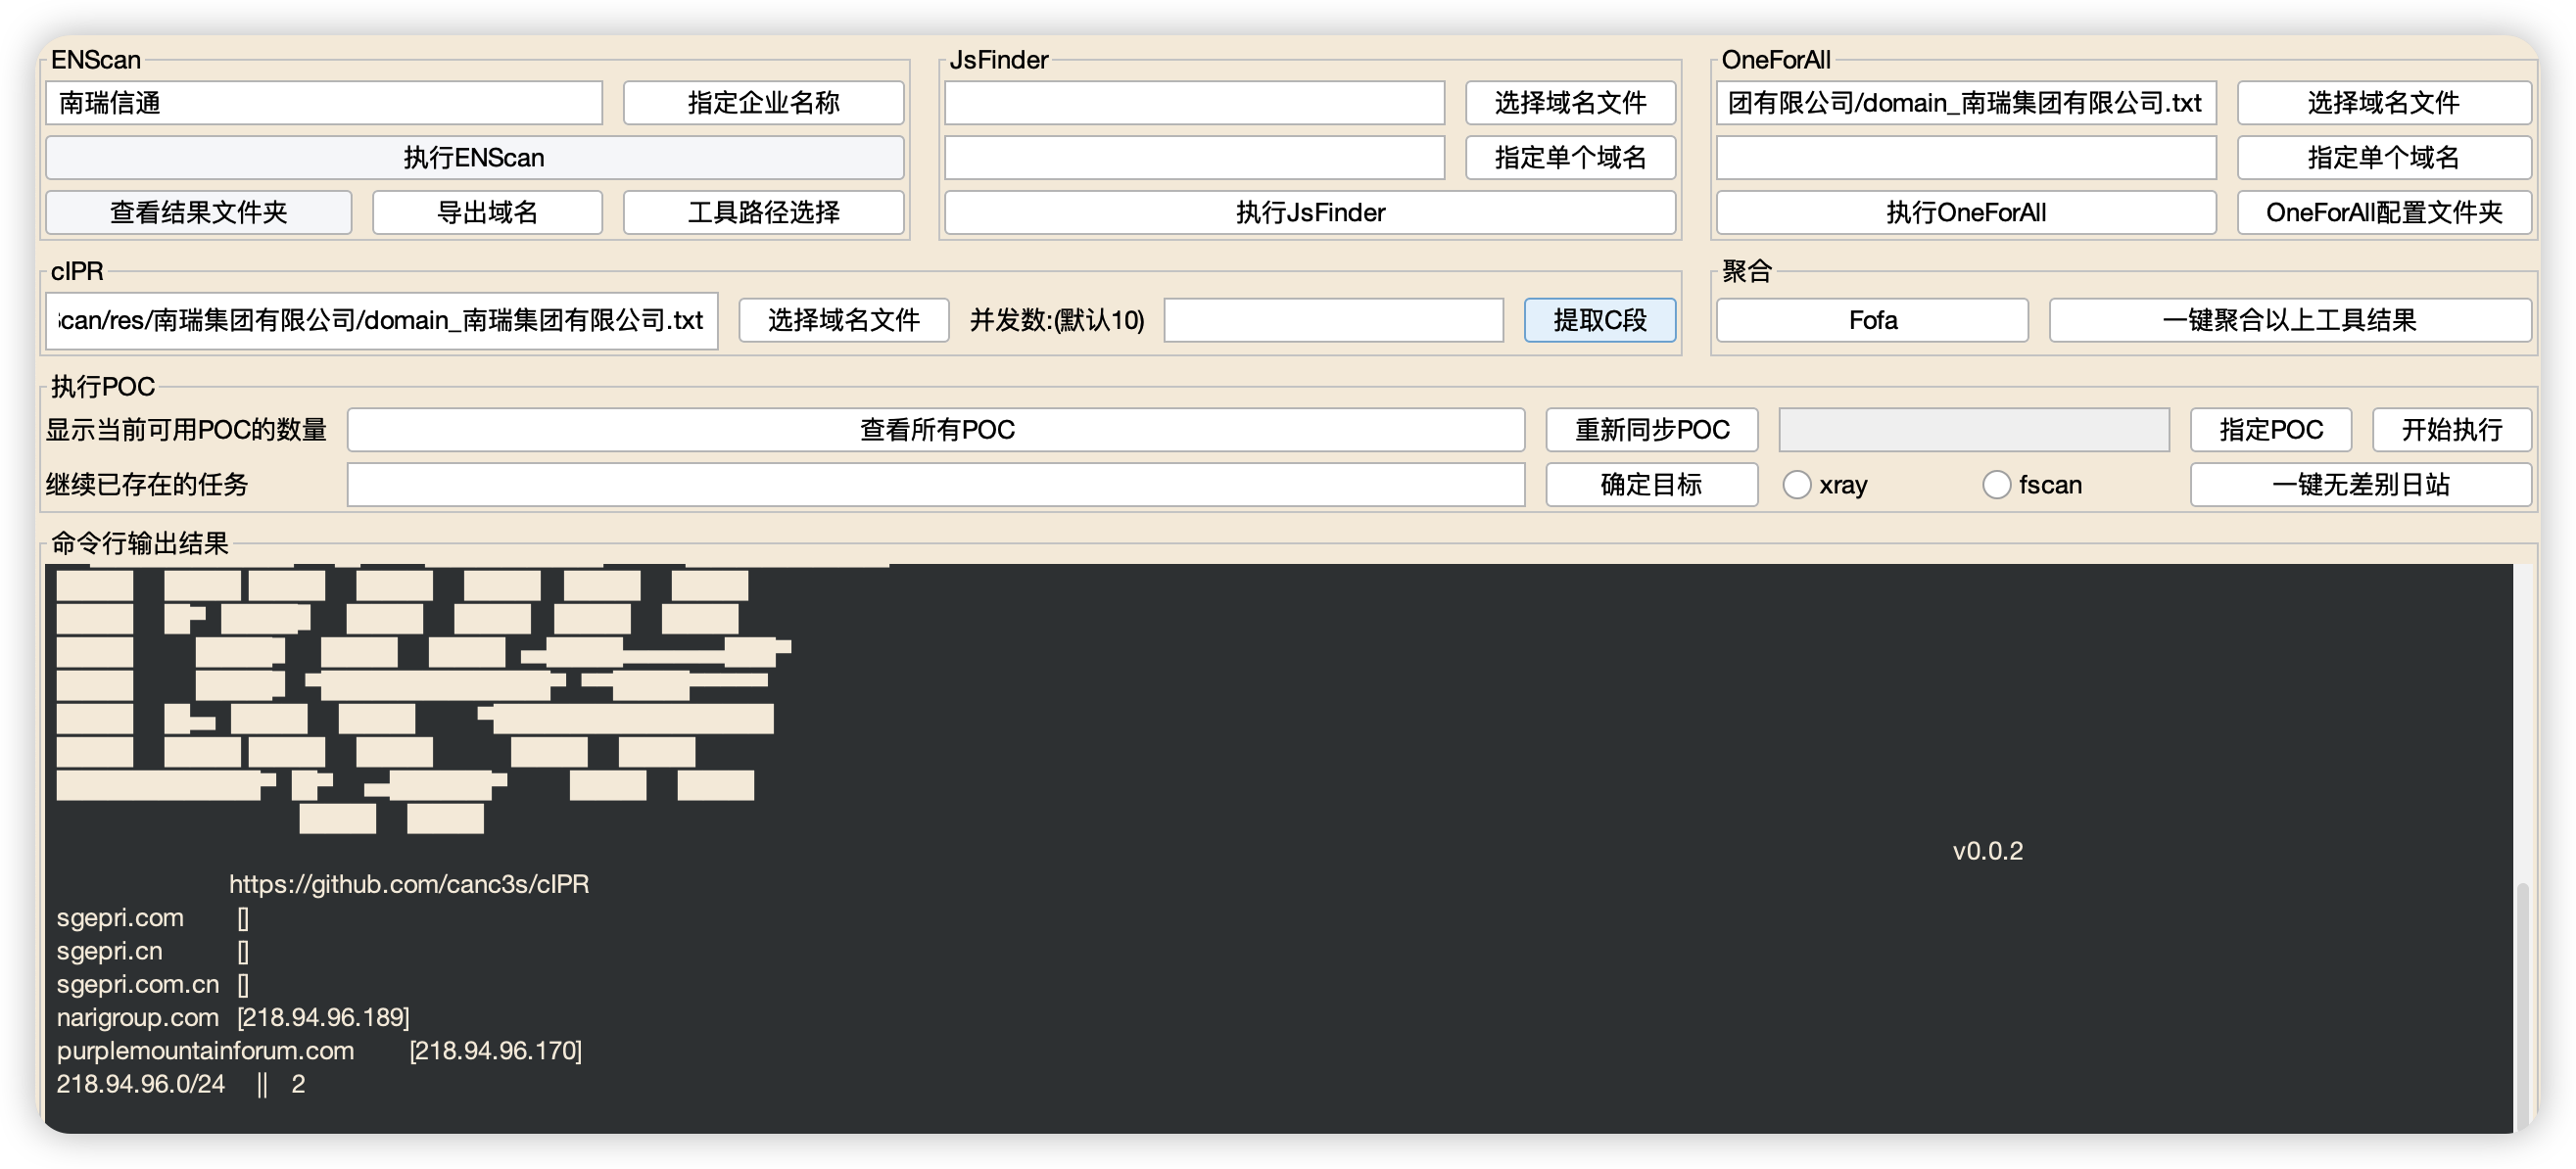 ENScan
南瑞信通 指定企业名称
执行ENScan
查看结果文件夹 导出域名 工具路径选择
JsFinder
选择域名文件
指定单个域名
执行JsFinder
OneForAll
团有限公司/domain_南瑞集团有限公司.txt 选择域名文件
指定单个域名
执行OneForAll OneForAll配置文件夹
cIPR
can/res/南瑞集团有限公司/domain_南瑞集团有限公司.txt 选择域名文件 并发数:(默认10) 提取C段
聚合
Fofa 一键聚合以上工具结果
执行POC
显示当前可用POC的数量 查看所有POC 重新同步POC 指定POC 开始执行
继续已存在的任务 确定目标 xray fscan 一键无差别日站
命令行输出结果
v0.0.2
https://github.com/canc3s/cIPR
sgepri.com []
sgepri.cn []
sgepri.com.cn []
narigroup.com [218.94.96.189]
purplemountainforum.com [218.94.96.170]
218.94.96.0/24 || 2